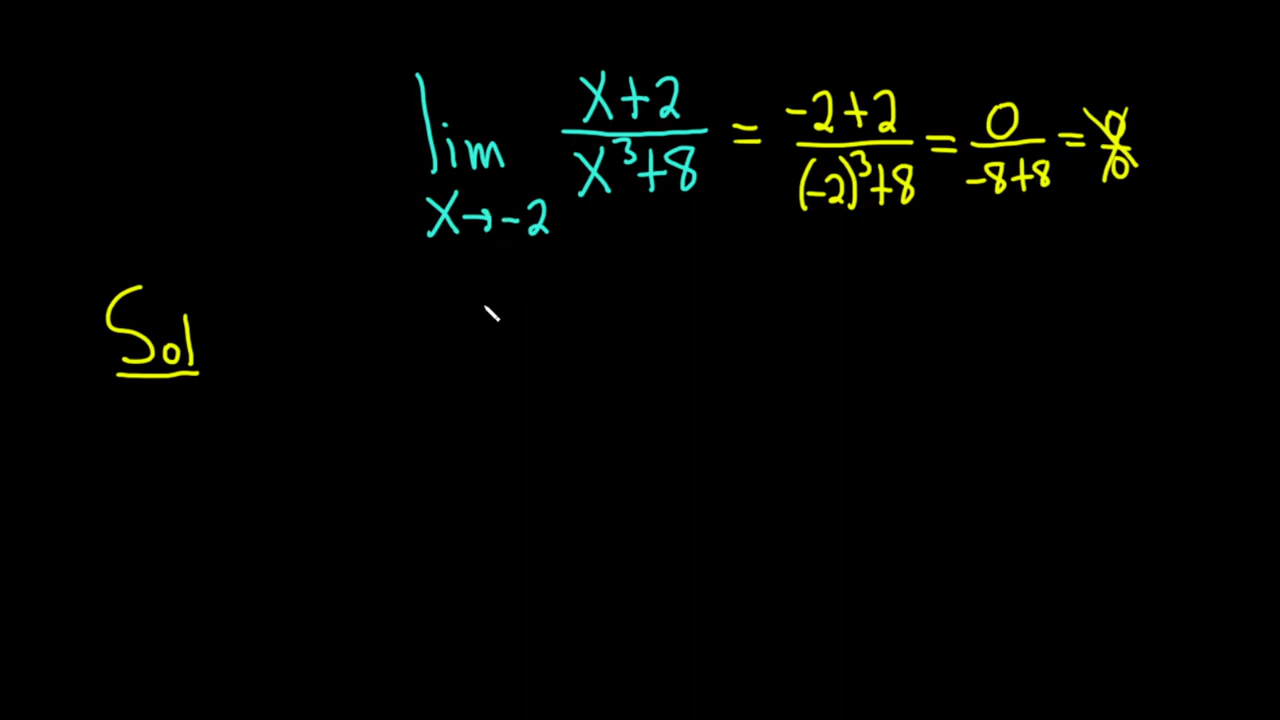 lim x→-2 (x+2)/(x³+8) = (-2+2)/((-2)³+8) = 0/(-8+8) = 0/0
Sol